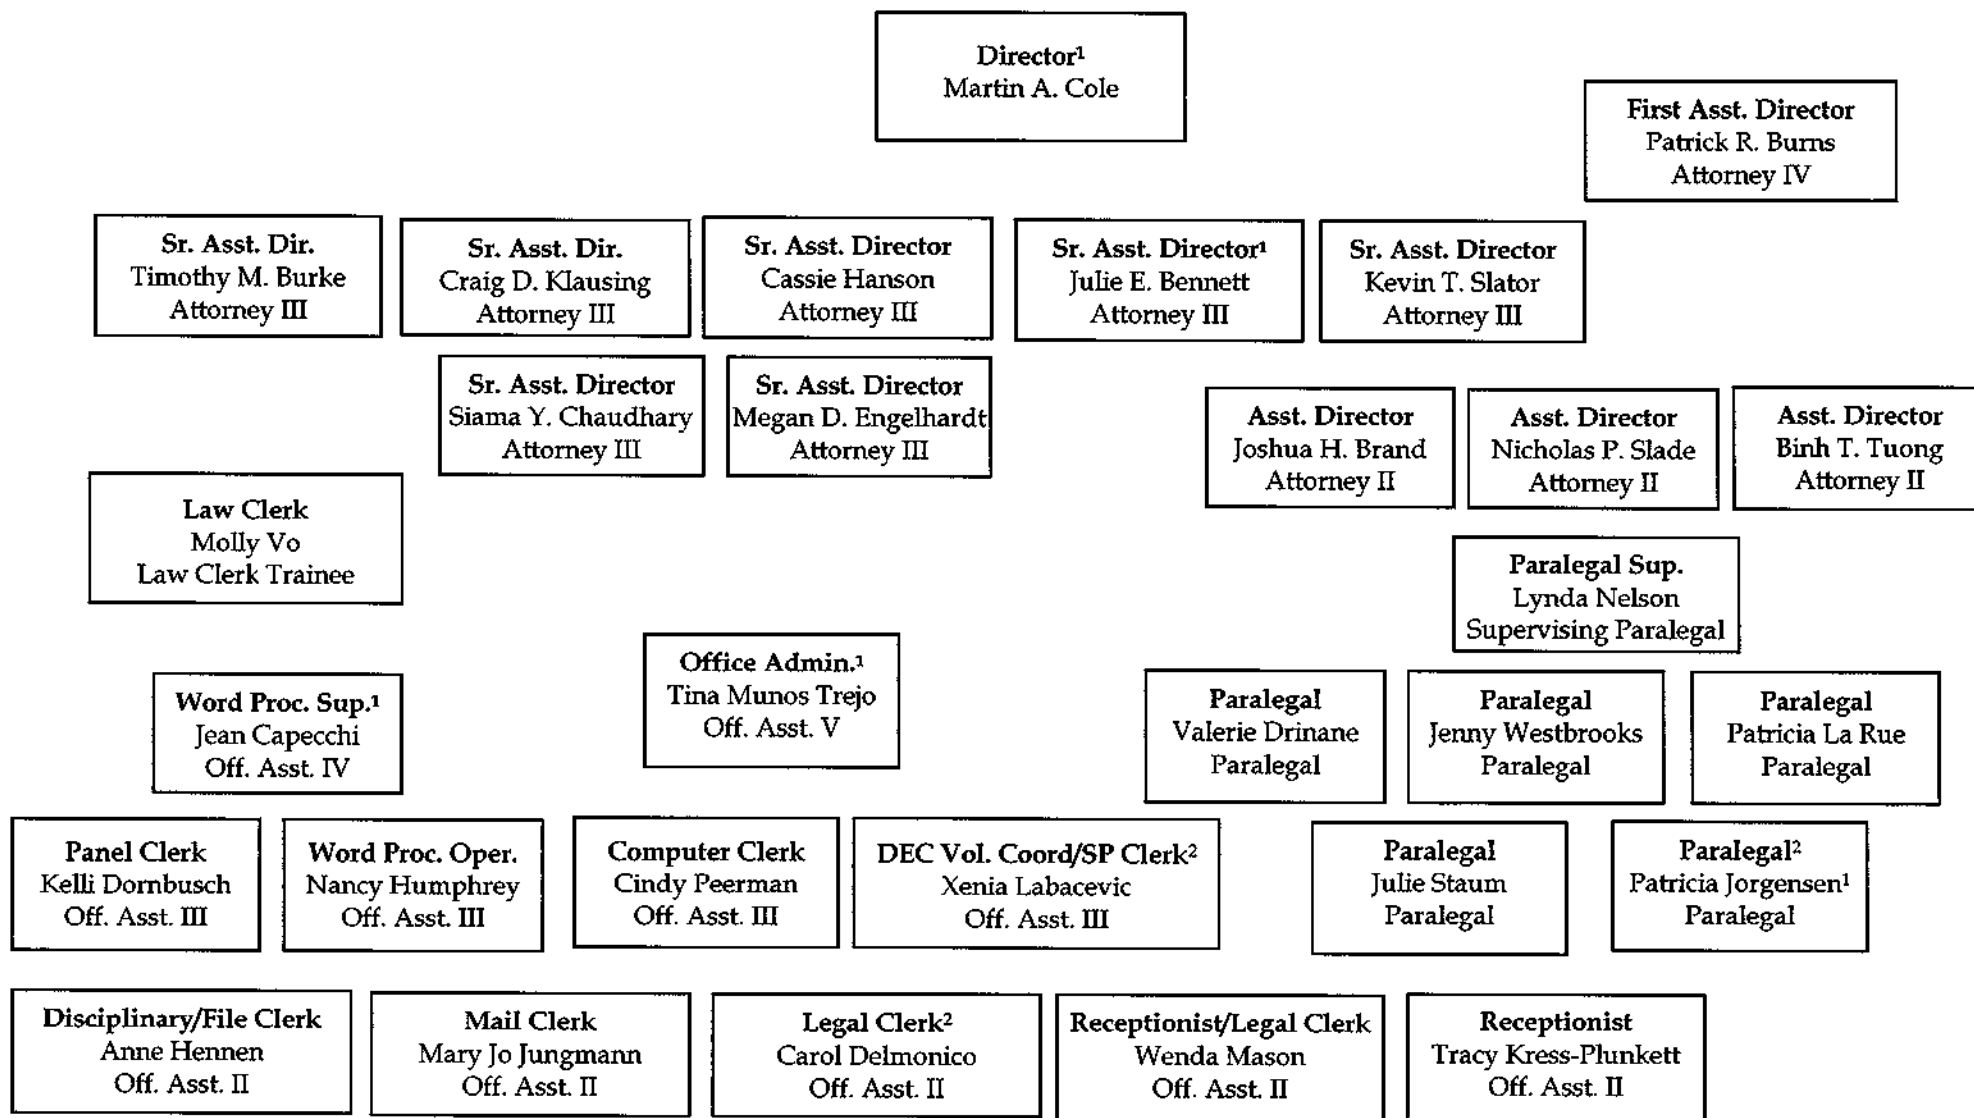 Director¹
Martin A. Cole
First Asst. Director
Patrick R. Burns
Attorney IV
Sr. Asst. Dir.
Timothy M. Burke
Attorney III
Sr. Asst. Dir.
Craig D. Klausing
Attorney III
Sr. Asst. Director
Cassie Hanson
Attorney III
Sr. Asst. Director¹
Julie E. Bennett
Attorney III
Sr. Asst. Director
Kevin T. Slator
Attorney III
Sr. Asst. Director
Siama Y. Chaudhary
Attorney III
Sr. Asst. Director
Megan D. Engelhardt
Attorney III
Asst. Director
Joshua H. Brand
Attorney II
Asst. Director
Nicholas P. Slade
Attorney II
Asst. Director
Binh T. Tuong
Attorney II
Law Clerk
Molly Vo
Law Clerk Trainee
Paralegal Sup.
Lynda Nelson
Supervising Paralegal
Office Admin.¹
Tina Munos Trejo
Off. Asst. V
Word Proc. Sup.¹
Jean Capecchi
Off. Asst. IV
Paralegal
Valerie Drinane
Paralegal
Paralegal
Jenny Westbrooks
Paralegal
Paralegal
Patricia La Rue
Paralegal
Panel Clerk
Kelli Dornbusch
Off. Asst. III
Word Proc. Oper.
Nancy Humphrey
Off. Asst. III
Computer Clerk
Cindy Peerman
Off. Asst. III
DEC Vol. Coord/SP Clerk²
Xenia Labacevic
Off. Asst. III
Paralegal
Julie Staum
Paralegal
Paralegal²
Patricia Jorgensen¹
Paralegal
Disciplinary/File Clerk
Anne Hennen
Off. Asst. II
Mail Clerk
Mary Jo Jungmann
Off. Asst. II
Legal Clerk²
Carol Delmonico
Off. Asst. II
Receptionist/Legal Clerk
Wenda Mason
Off. Asst. II
Receptionist
Tracy Kress-Plunkett
Off. Asst. II